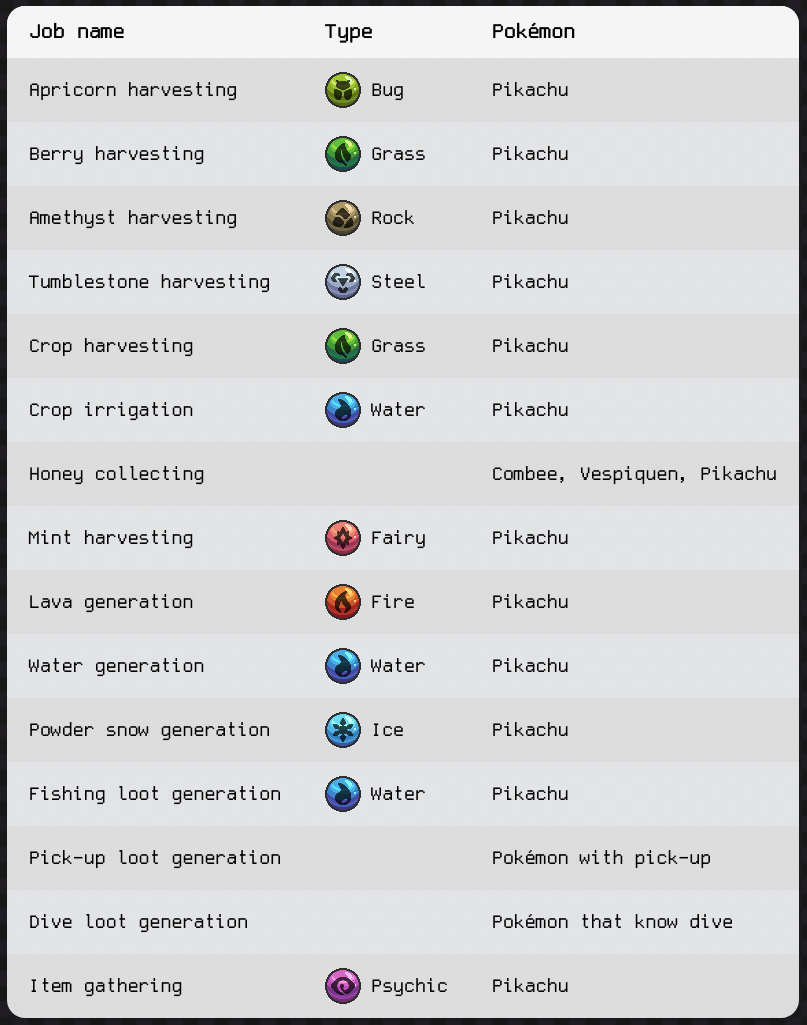 Job name Type Pokémon
Apricorn harvesting Bug Pikachu
Berry harvesting Grass Pikachu
Amethyst harvesting Rock Pikachu
Tumblestone harvesting Steel Pikachu
Crop harvesting Grass Pikachu
Crop irrigation Water Pikachu
Honey collecting Combee, Vespiquen, Pikachu
Mint harvesting Fairy Pikachu
Lava generation Fire Pikachu
Water generation Water Pikachu
Powder snow generation Ice Pikachu
Fishing loot generation Water Pikachu
Pick-up loot generation Pokémon with pick-up
Dive loot generation Pokémon that know dive
Item gathering Psychic Pikachu